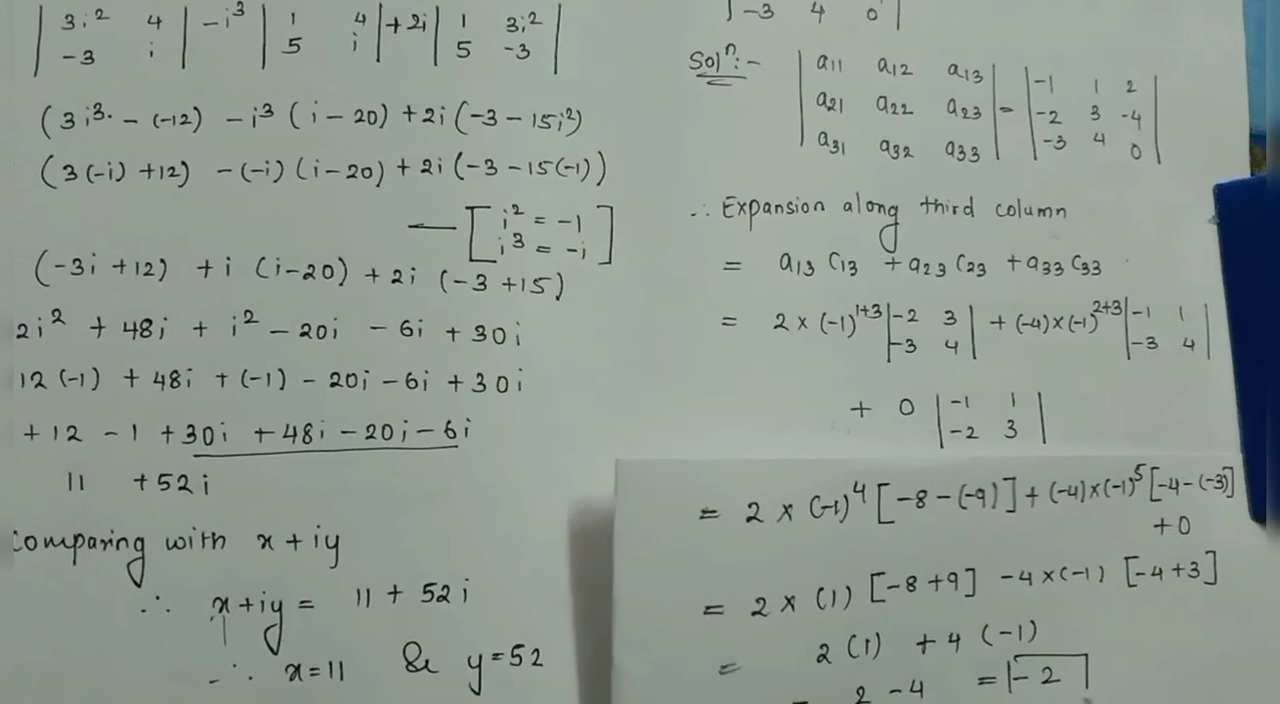 | 3i² 4 | - i³ | 1 4 | + 2i | 1 3i² |
| -3 i | | 5 i | | 5 -3 |
(3i³· - (-12) - i³ (i - 20) + 2i (-3 - 15i²)
(3(-i) + 12) - (-i) (i - 20) + 2i (-3 - 15(-1))
— [ i² = -1
i³ = -i ]
(-3i + 12) + i (i - 20) + 2i (-3 + 15)
2i² + 48i + i² - 20i - 6i + 30i
12 (-1) + 48i + (-1) - 20i - 6i + 30i
+ 12 - 1 + 30i + 48i - 20i - 6i
11 + 52i
comparing with x + iy
∴ x + iy = 11 + 52i
∴ x = 11 & y = 52
| -3 4 0 |
Solⁿ:- | a11 a12 a13 | = | -1 1 2 |
| a21 a22 a23 | | -2 3 -4 |
| a31 a32 a33 | | -3 4 0 |
∴ Expansion along third column
= a13 C13 + a23 C23 + a33 C33
= 2 × (-1)¹⁺³ | -2 3 | + (-4) × (-1)²⁺³ | -1 1 |
| -3 4 | | -3 4 |
+ 0 | -1 1 |
| -2 3 |
= 2 × (-1)⁴ [-8 - (-9)] + (-4) × (-1)⁵ [-4 - (-3)]
+ 0
= 2 × (1) [-8 + 9] - 4 × (-1) [-4 + 3]
= 2 (1) + 4 (-1)
= 2 - 4 = -2